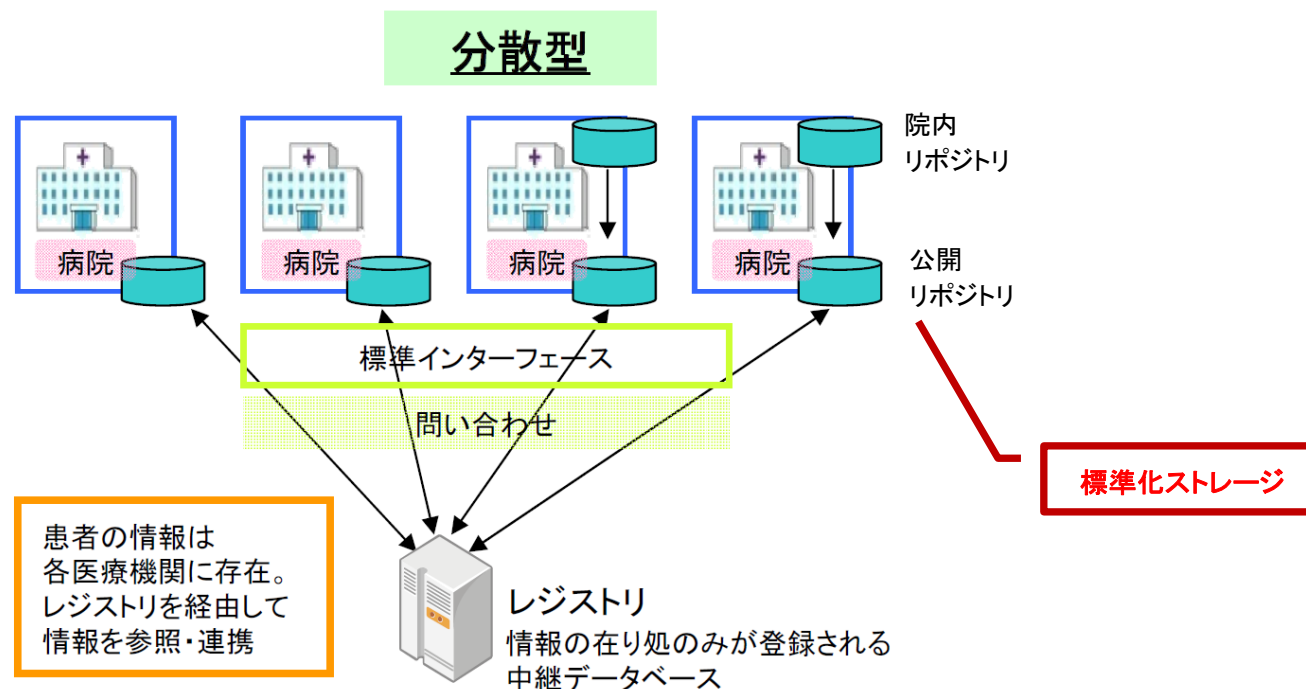 分散型
院内
リポジトリ
病院
病院
病院
病院
公開
リポジトリ
標準インターフェース
問い合わせ
標準化ストレージ
患者の情報は
各医療機関に存在。
レジストリを経由して
情報を参照・連携
レジストリ
情報の在り処のみが登録される
中継データベース